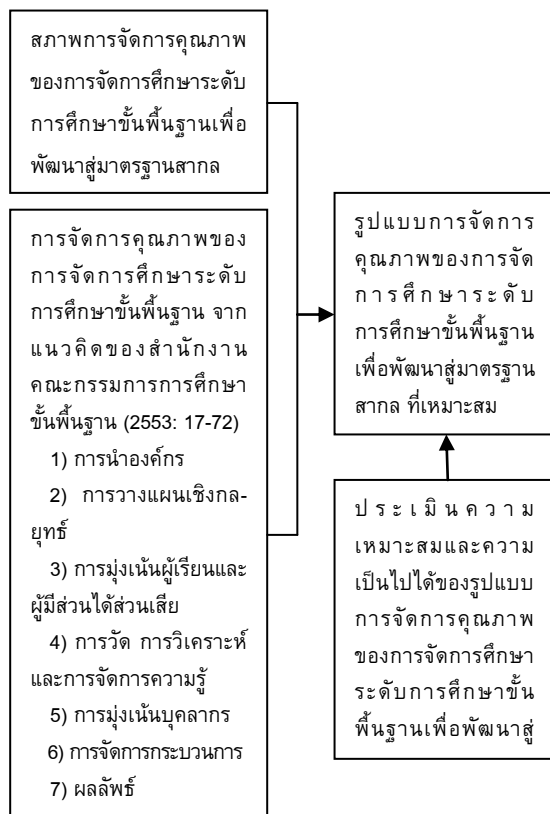 สภาพการจัดการคุณภาพ
ของการจัดการศึกษาระดับ
การศึกษาขั้นพื้นฐานเพื่อ
พัฒนาสู่มาตรฐานสากล
การจัดการคุณภาพของ
การจัดการศึกษาระดับ
การศึกษาขั้นพื้นฐาน จาก
แนวคิดของสำนักงาน
คณะกรรมการการศึกษา
ขั้นพื้นฐาน (2553: 17-72)
1) การนำองค์กร
2) การวางแผนเชิงกล-
ยุทธ์
3) การมุ่งเน้นผู้เรียนและ
ผู้มีส่วนได้ส่วนเสีย
4) การวัด การวิเคราะห์
และการจัดการความรู้
5) การมุ่งเน้นบุคลากร
6) การจัดการกระบวนการ
7) ผลลัพธ์
รูปแบบการจัดการ
คุณภาพของการจัด
การศึกษาระดับ
การศึกษาขั้นพื้นฐาน
เพื่อพัฒนาสู่มาตรฐาน
สากล ที่เหมาะสม
ประเมินความ
เหมาะสมและความ
เป็นไปได้ของรูปแบบ
การจัดการคุณภาพ
ของการจัดการศึกษา
ระดับการศึกษาขั้น
พื้นฐานเพื่อพัฒนาสู่